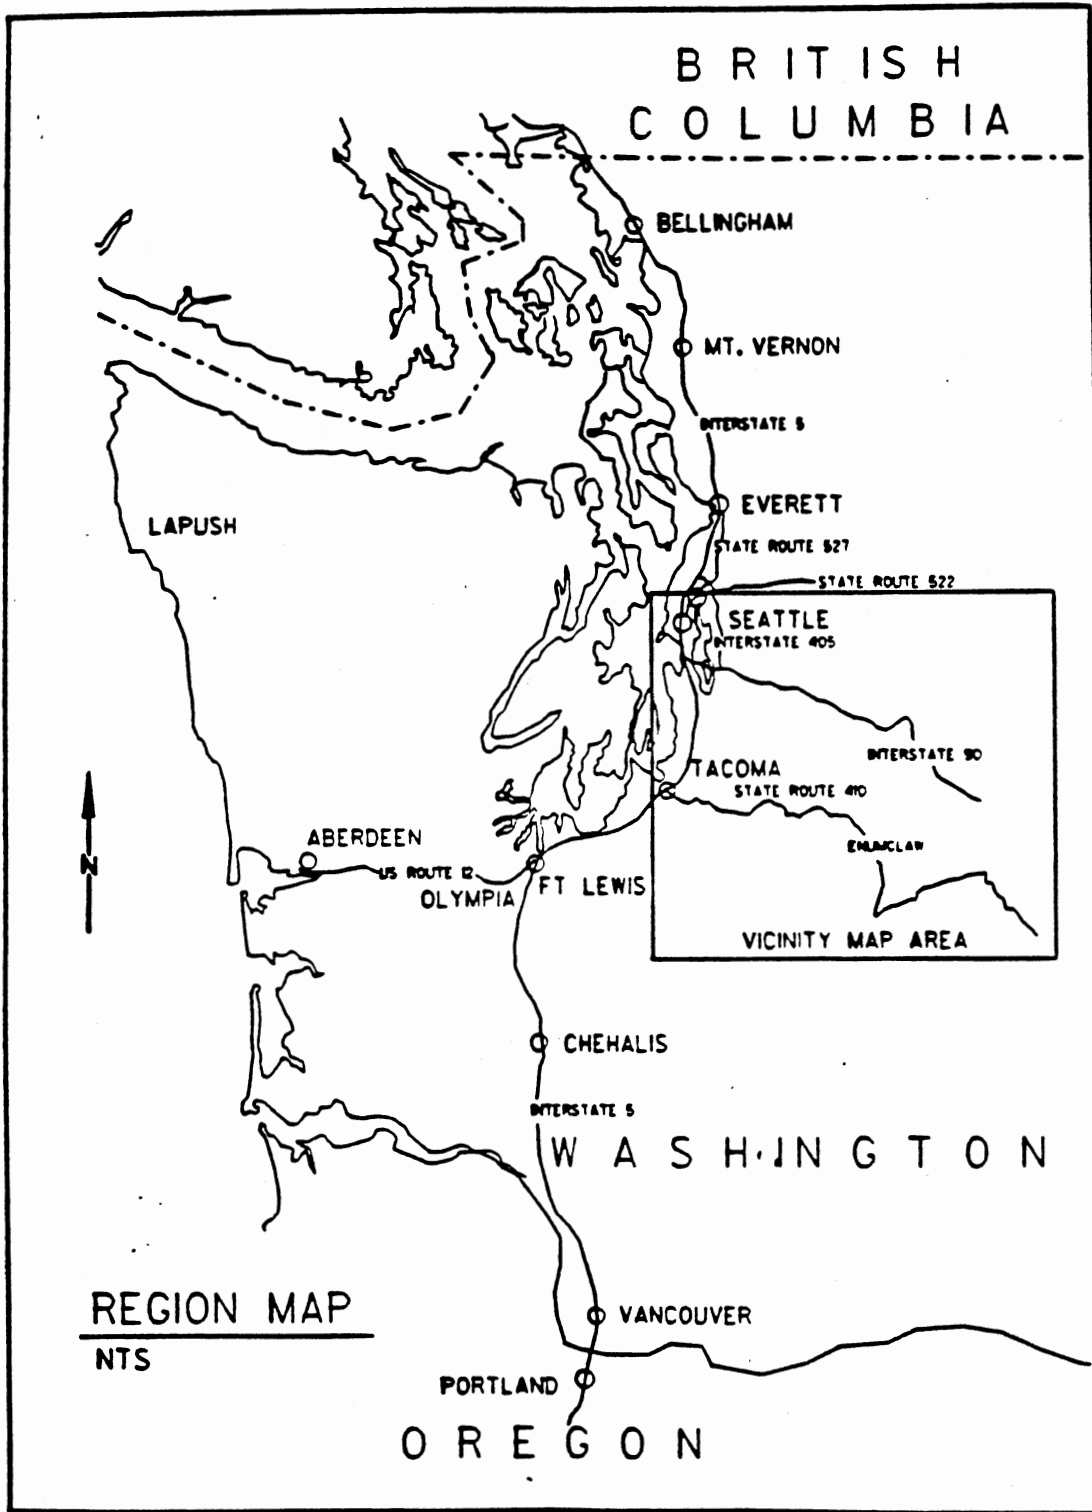 BRITISH
COLUMBIA
BELLINGHAM
MT. VERNON
INTERSTATE 5
EVERETT
LAPUSH
STATE ROUTE 527
STATE ROUTE 522
SEATTLE
INTERSTATE 405
INTERSTATE 90
TACOMA
STATE ROUTE 410
ABERDEEN
ENUMCLAW
N
US ROUTE 12
FT LEWIS
OLYMPIA
VICINITY MAP AREA
CHEHALIS
INTERSTATE 5
WASHINGTON
REGION MAP
VANCOUVER
NTS
PORTLAND
OREGON